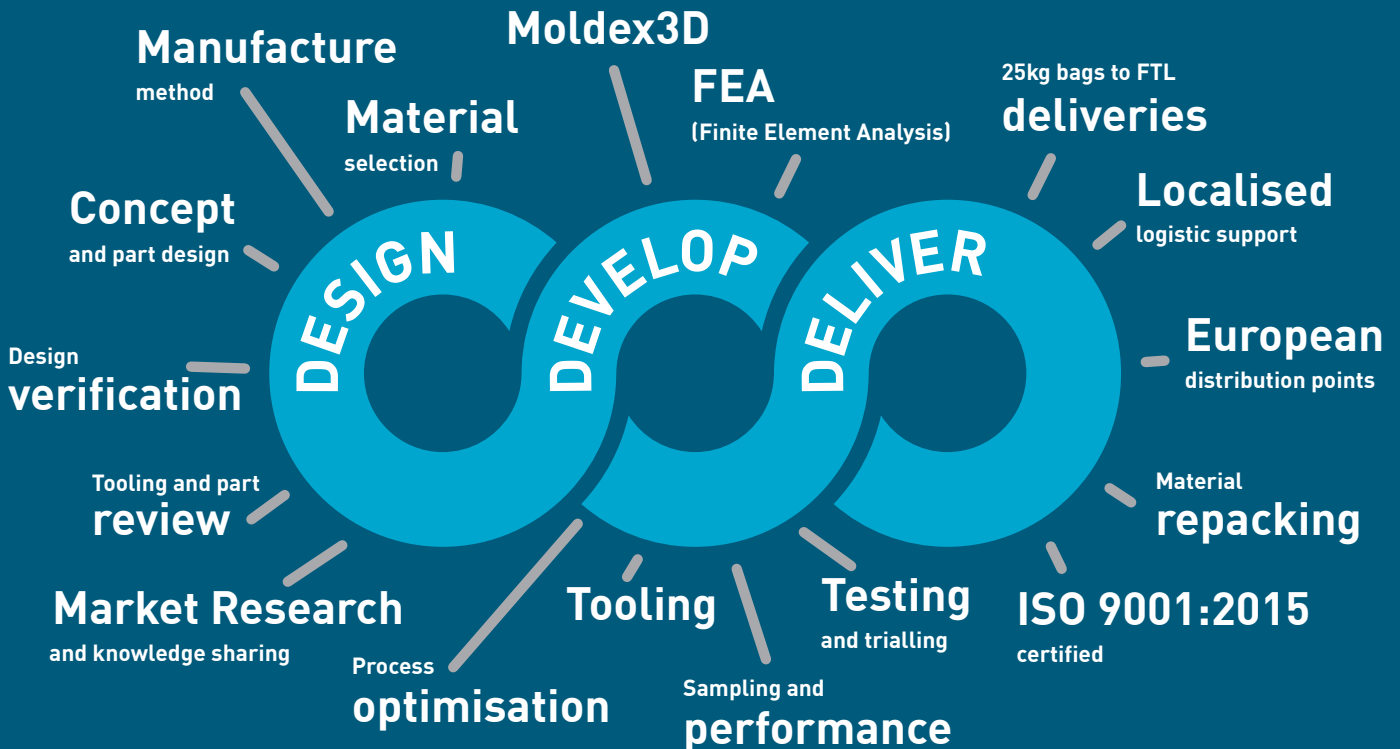 Moldex3D
Manufacture
method
Material
selection
FEA
(Finite Element Analysis)
25kg bags to FTL
deliveries
Concept
and part design
Localised
logistic support
DESIGN
DEVELOP
DELIVER
Design
verification
European
distribution points
Tooling and part
review
Material
repacking
Market Research
and knowledge sharing
Process
optimisation
Tooling
Sampling and
performance
Testing
and trialling
ISO 9001:2015
certified